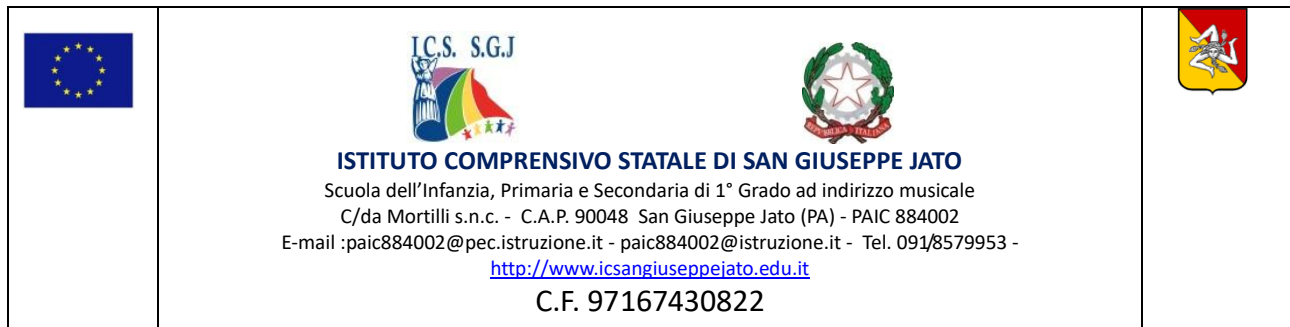 I.C.S. S.G.J
REPVBBLICA ITALIANA
ISTITUTO COMPRENSIVO STATALE DI SAN GIUSEPPE JATO
Scuola dell'Infanzia, Primaria e Secondaria di 1° Grado ad indirizzo musicale
C/da Mortilli s.n.c. - C.A.P. 90048 San Giuseppe Jato (PA) - PAIC 884002
E-mail :paic884002@pec.istruzione.it - paic884002@istruzione.it - Tel. 091/8579953 -
http://www.icsangiuseppejato.edu.it
C.F. 97167430822